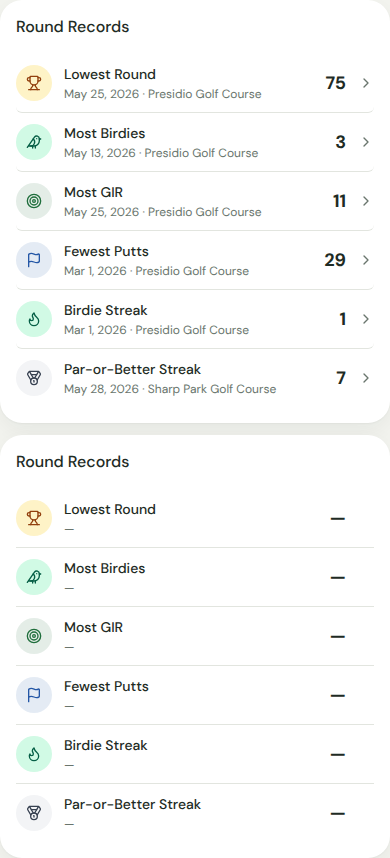 Round Records
Lowest Round
May 25, 2026 · Presidio Golf Course
75
Most Birdies
May 13, 2026 · Presidio Golf Course
3
Most GIR
May 25, 2026 · Presidio Golf Course
11
Fewest Putts
Mar 1, 2026 · Presidio Golf Course
29
Birdie Streak
Mar 1, 2026 · Presidio Golf Course
1
Par-or-Better Streak
May 28, 2026 · Sharp Park Golf Course
7
Round Records
Lowest Round
—
—
Most Birdies
—
—
Most GIR
—
—
Fewest Putts
—
—
Birdie Streak
—
—
Par-or-Better Streak
—
—